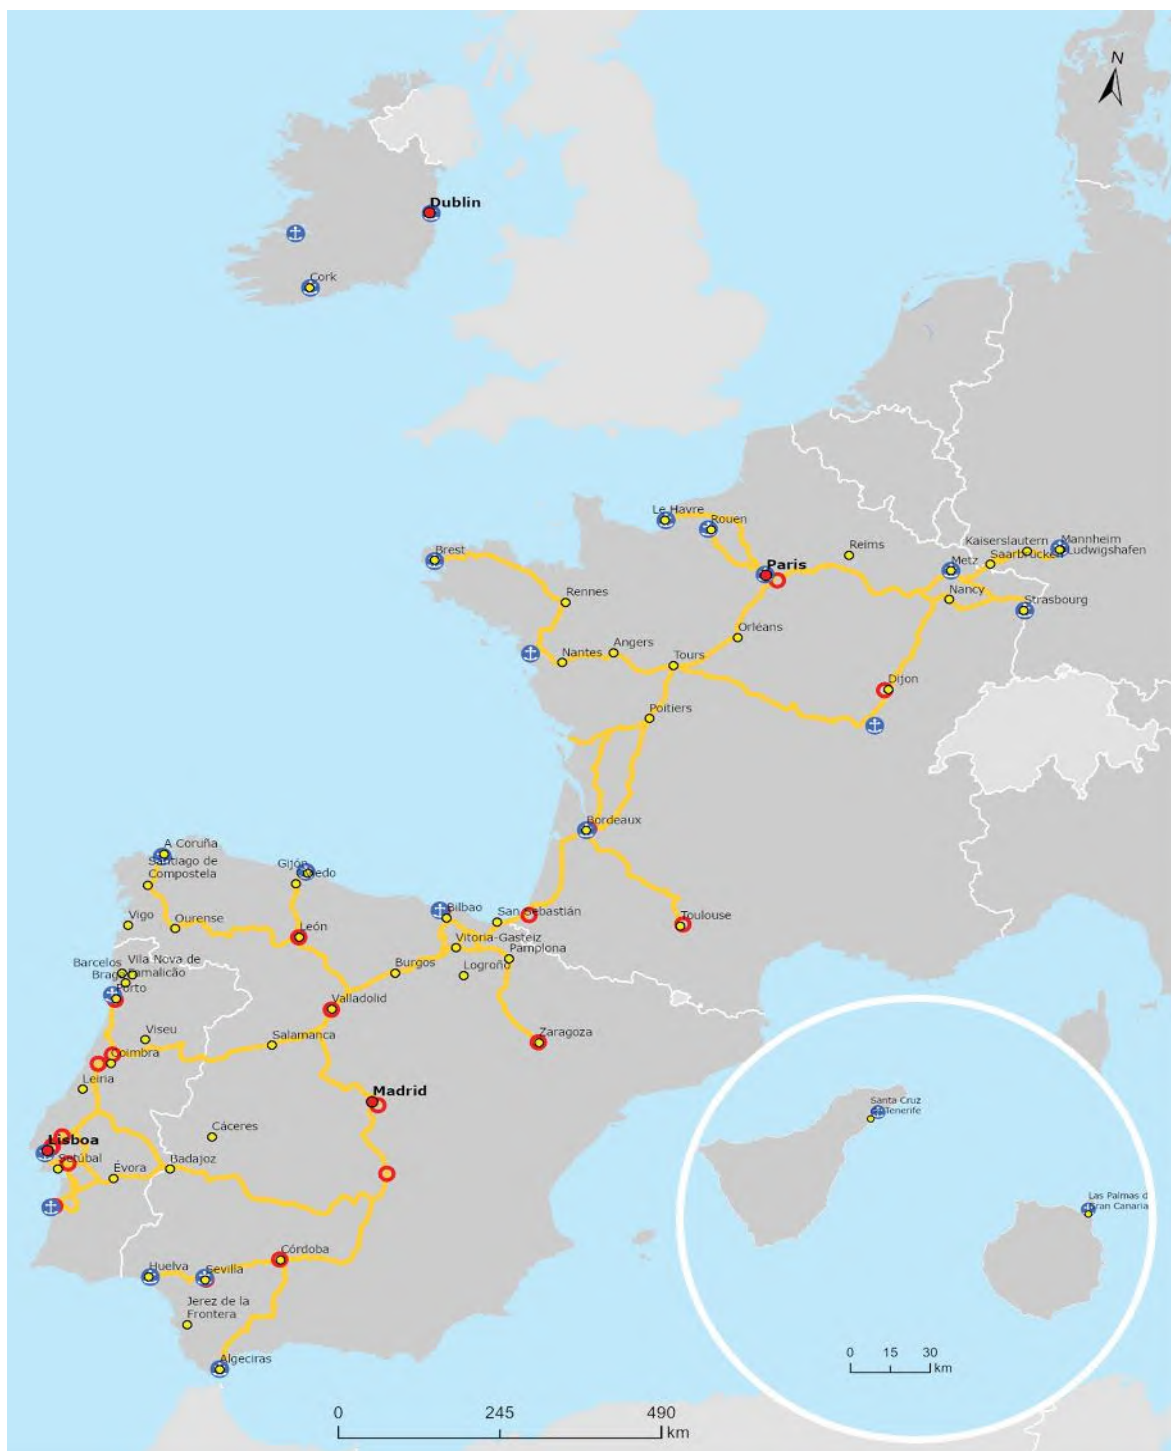 N
Dublin
Cork
Le Havre
Rouen
Brest
Paris
Reims
Kaiserslautern
Mannheim
Saarbrücken
Ludwigshafen
Metz
Nancy
Strasbourg
Rennes
Orléans
Nantes
Angers
Tours
Dijon
Poitiers
Bordeaux
A Coruña
Santiago de
Compostela
Gijón
Vigo
Ourense
León
Bilbao
San Sebastián
Toulouse
Vitoria-Gasteiz
Pamplona
Burgos
Logroño
Barcelos
Vila Nova de
Famalicão
Porto
Valladolid
Viseu
Salamanca
Zaragoza
Coimbra
Leiria
Madrid
Lisboa
Cáceres
Setúbal
Évora
Badajoz
Santa Cruz
Tenerife
Las Palmas d
Gran Canaria
Córdoba
Huelva
Sevilla
Jerez de la
Frontera
Algeciras
0 15 30
km
0 245 490
km